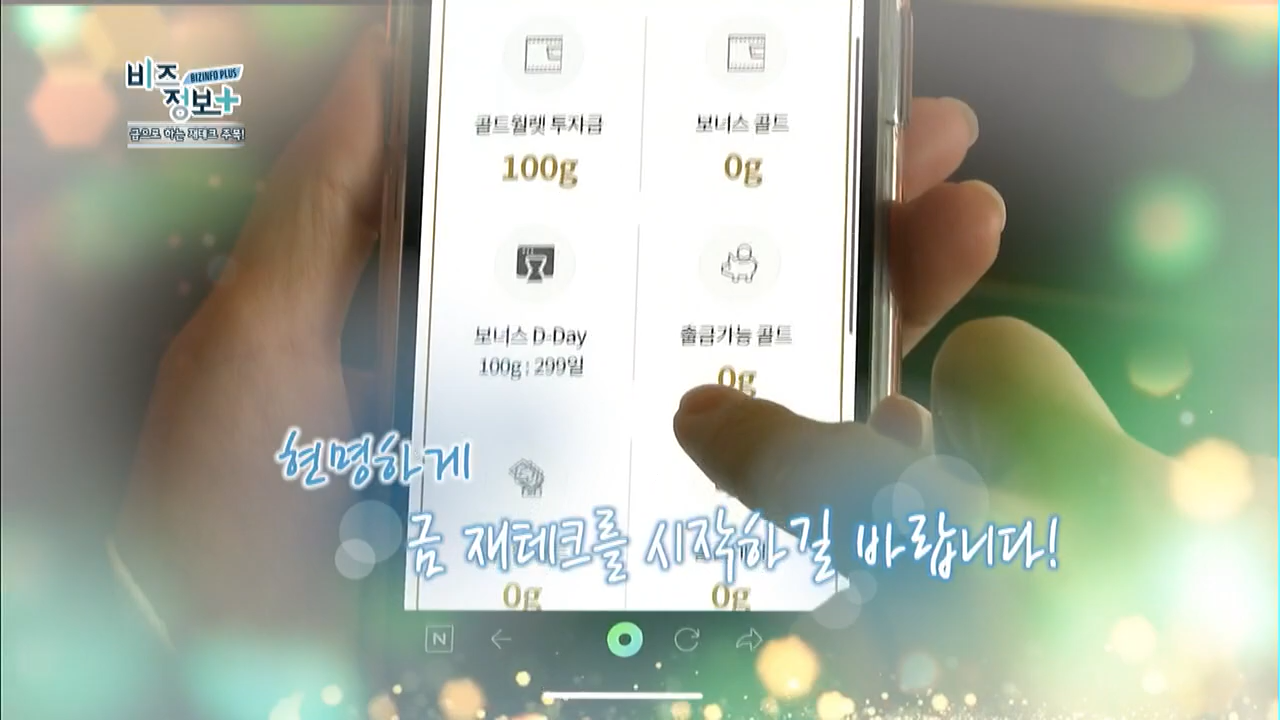 비즈
BIZINFO PLUS
정보+
금으로 하는 재테크 주목!
골드월렛 투자금
100g
보너스 골드
0g
보너스 D-Day
100g : 299일
출금가능 골드
0g
현명하게
금 재테크를 시작하길 바랍니다!
0g
0g
N